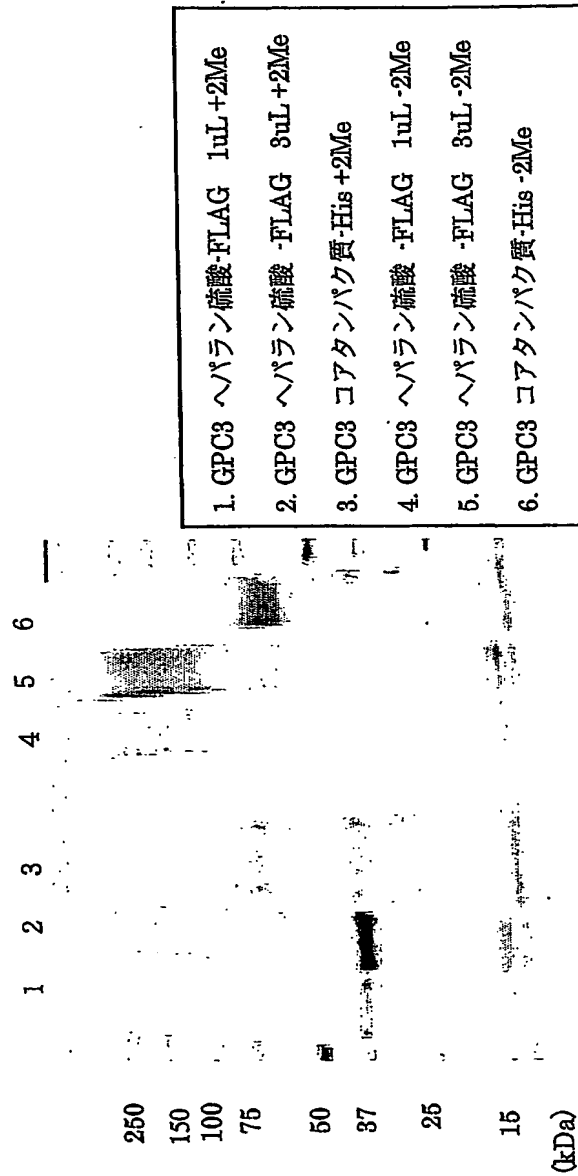 1 2 3 4 5 6
250
150
100
75
50
37
25
15
(kDa)
1. GPC3 ヘパラン硫酸-FLAG 1uL +2Me
2. GPC3 ヘパラン硫酸 -FLAG 3uL +2Me
3. GPC3 コアタンパク質-His +2Me
4. GPC3 ヘパラン硫酸 -FLAG 1uL -2Me
5. GPC3 ヘパラン硫酸 -FLAG 3uL -2Me
6. GPC3 コアタンパク質-His -2Me